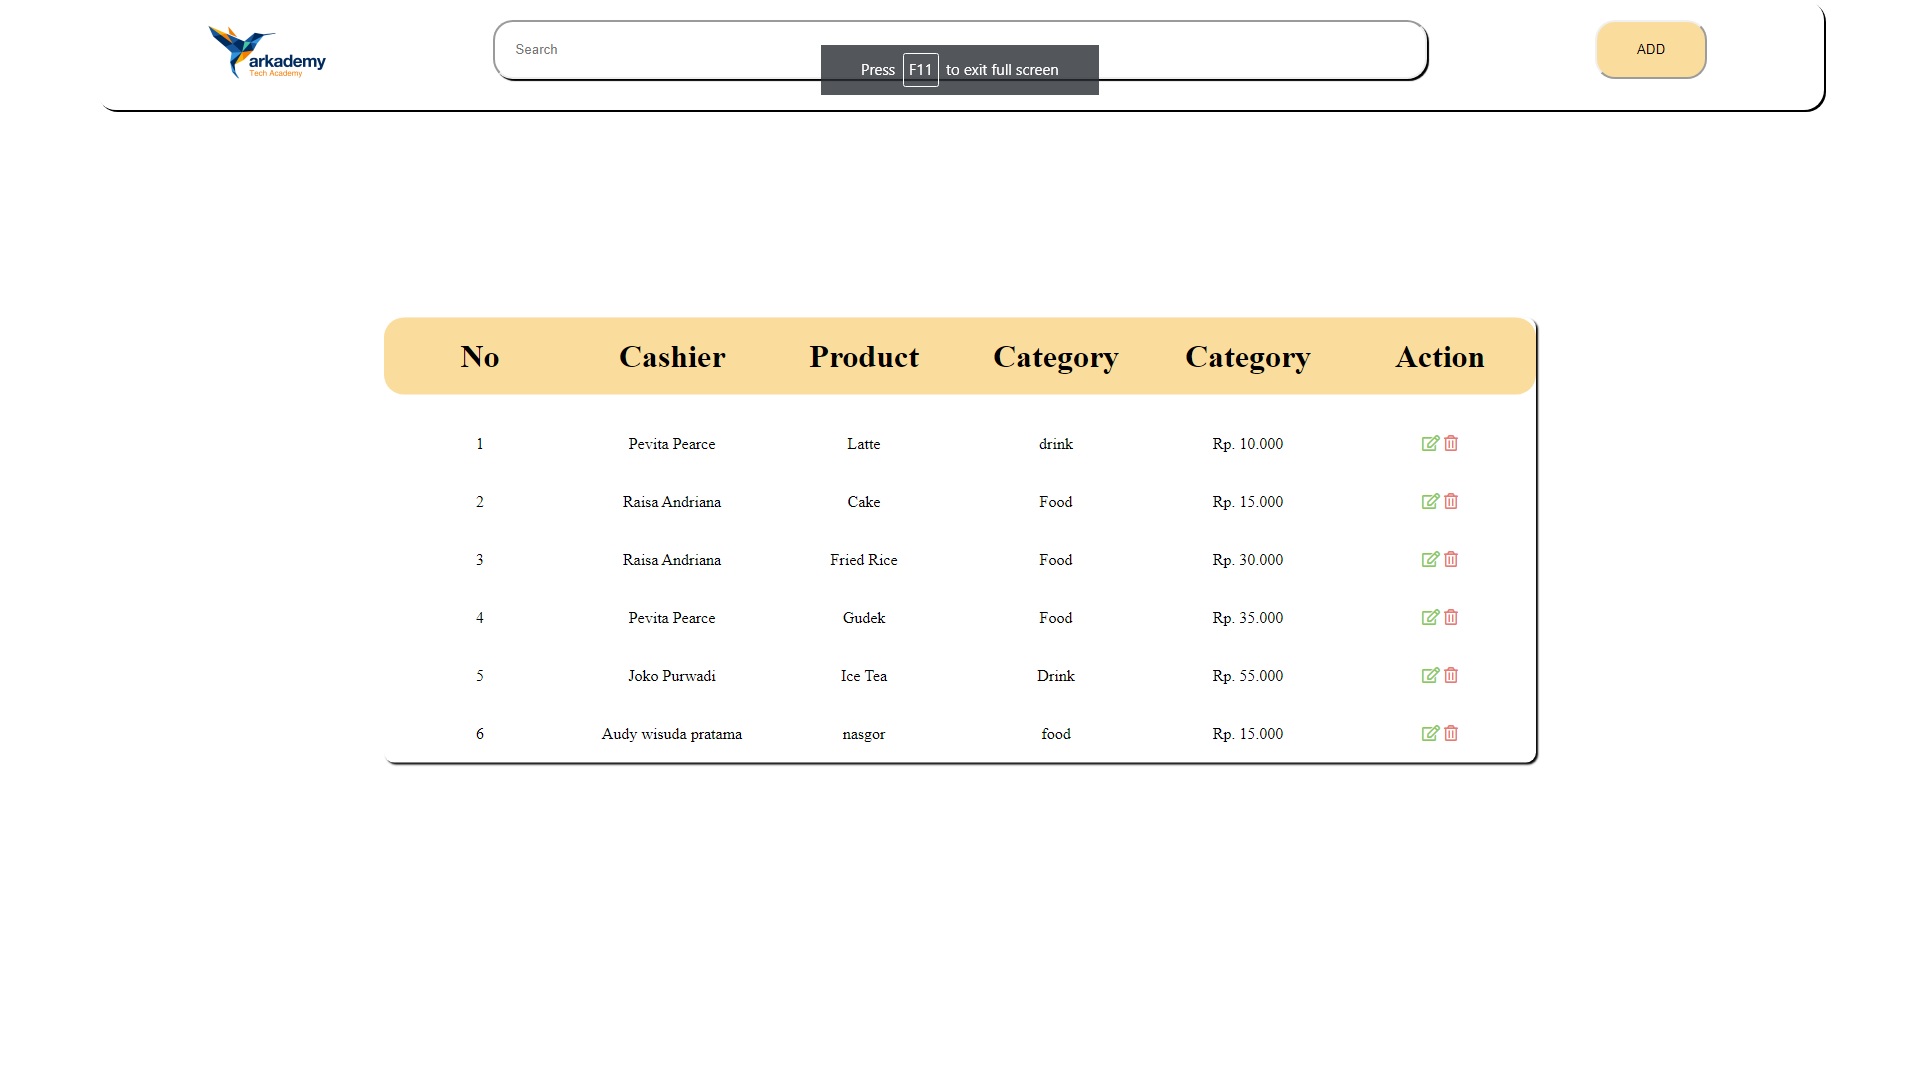 arkademy
Tech Academy
Search
Press F11 to exit full screen
ADD
No Cashier Product Category Category Action
1 Pevita Pearce Latte drink Rp. 10.000
2 Raisa Andriana Cake Food Rp. 15.000
3 Raisa Andriana Fried Rice Food Rp. 30.000
4 Pevita Pearce Gudek Food Rp. 35.000
5 Joko Purwadi Ice Tea Drink Rp. 55.000
6 Audy wisuda pratama nasgor food Rp. 15.000